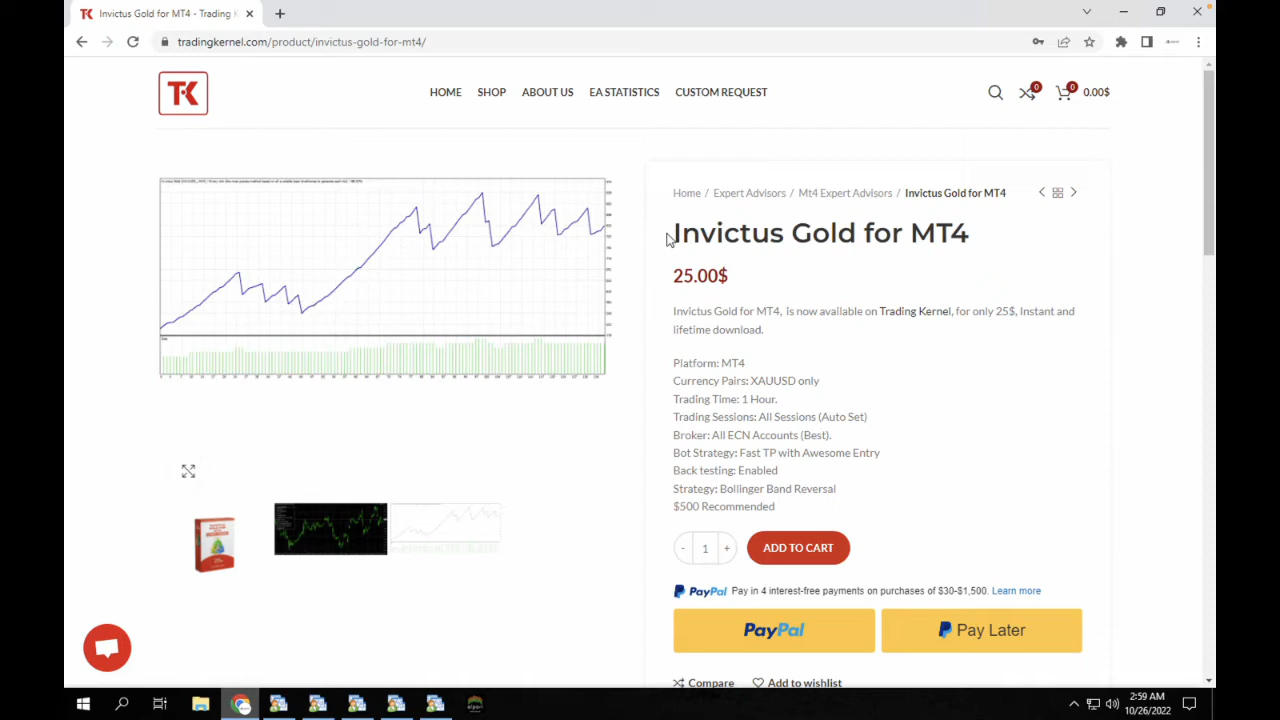 Invictus Gold for MT4 - Trading K
tradingkernel.com/product/invictus-gold-for-mt4/
TK
HOME SHOP ABOUT US EA STATISTICS CUSTOM REQUEST
0 0 0.00$
Home / Expert Advisors / Mt4 Expert Advisors / Invictus Gold for MT4
Invictus Gold for MT4
25.00$
Invictus Gold for MT4, is now available on Trading Kernel, for only 25$, Instant and
lifetime download.
Platform: MT4
Currency Pairs: XAUUSD only
Trading Time: 1 Hour.
Trading Sessions: All Sessions (Auto Set)
Broker: All ECN Accounts (Best).
Bot Strategy: Fast TP with Awesome Entry
Back testing: Enabled
Strategy: Bollinger Band Reversal
$500 Recommended
- 1 + ADD TO CART
PayPal Pay in 4 interest-free payments on purchases of $30-$1,500. Learn more
PayPal Pay Later
Compare Add to wishlist
2:59 AM
10/26/2022